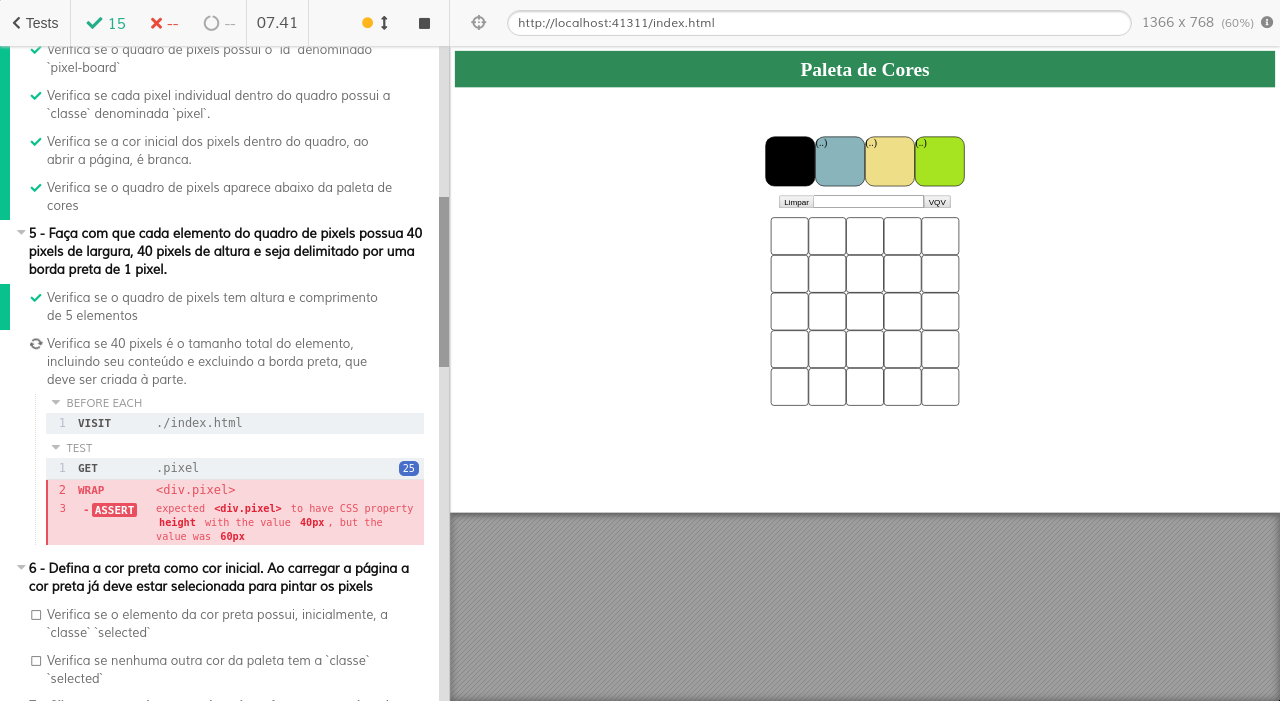 Tests
15
--
--
07.41
http://localhost:41311/index.html
1366 x 768 (60%)
Verifica se o quadro de pixels possui o `id` denominado
`pixel-board`
Verifica se cada pixel individual dentro do quadro possui a
`classe` denominada `pixel`.
Verifica se a cor inicial dos pixels dentro do quadro, ao
abrir a página, é branca.
Verifica se o quadro de pixels aparece abaixo da paleta de
cores
5 - Faça com que cada elemento do quadro de pixels possua 40
pixels de largura, 40 pixels de altura e seja delimitado por uma
borda preta de 1 pixel.
Verifica se o quadro de pixels tem altura e comprimento
de 5 elementos
Verifica se 40 pixels é o tamanho total do elemento,
incluindo seu conteúdo e excluindo a borda preta, que
deve ser criada à parte.
BEFORE EACH
1 VISIT ./index.html
TEST
1 GET .pixel 25
2 WRAP <div.pixel>
3 - ASSERT expected <div.pixel> to have CSS property
height with the value 40px , but the
value was 60px
6 - Defina a cor preta como cor inicial. Ao carregar a página a
cor preta já deve estar selecionada para pintar os pixels
Verifica se o elemento da cor preta possui, inicialmente, a
`classe` `selected`
Verifica se nenhuma outra cor da paleta tem a `classe`
`selected`
Paleta de Cores
(..) (..) (..)
Limpar VQV